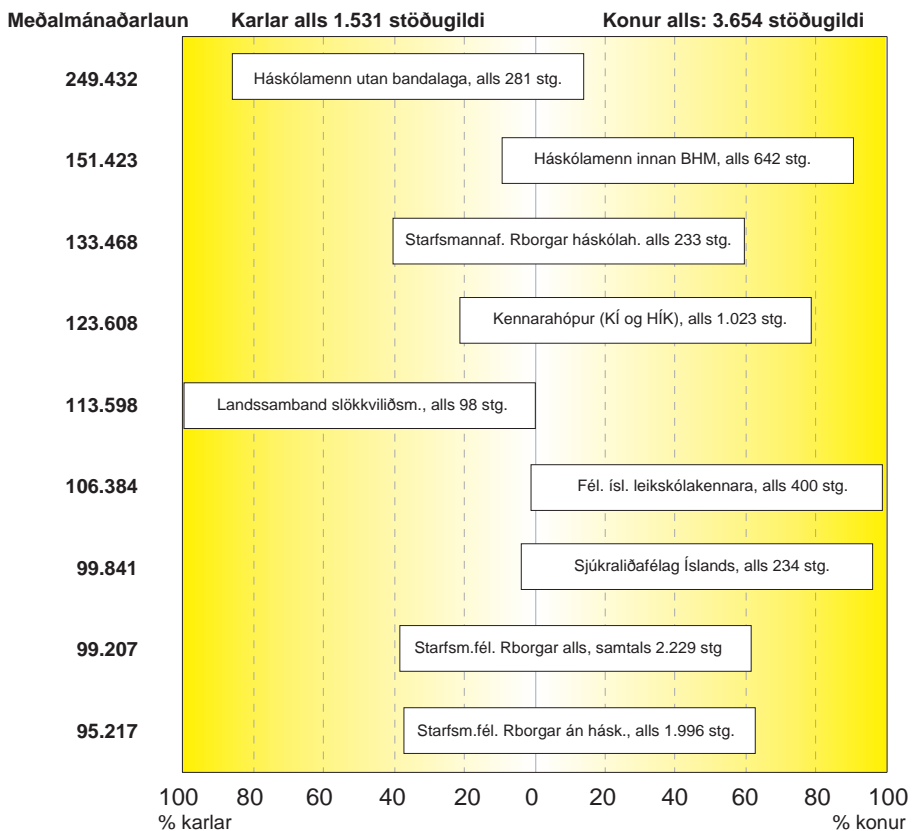 Meðalmánaðarlaun Karlar alls 1.531 stöðugildi Konur alls: 3.654 stöðugildi
249.432 Háskólamenn utan bandalaga, alls 281 stg.
151.423 Háskólamenn innan BHM, alls 642 stg.
133.468 Starfsmannaf. Rborgar háskólah. alls 233 stg.
123.608 Kennarahópur (KÍ og HÍK), alls 1.023 stg.
113.598 Landssamband slökkviliðsm., alls 98 stg.
106.384 Fél. ísl. leikskólakennara, alls 400 stg.
99.841 Sjúkraliðafélag Íslands, alls 234 stg.
99.207 Starfsm.fél. Rborgar alls, samtals 2.229 stg
95.217 Starfsm.fél. Rborgar án hásk., alls 1.996 stg.
100 80 60 40 20 0 20 40 60 80 100
% karlar % konur